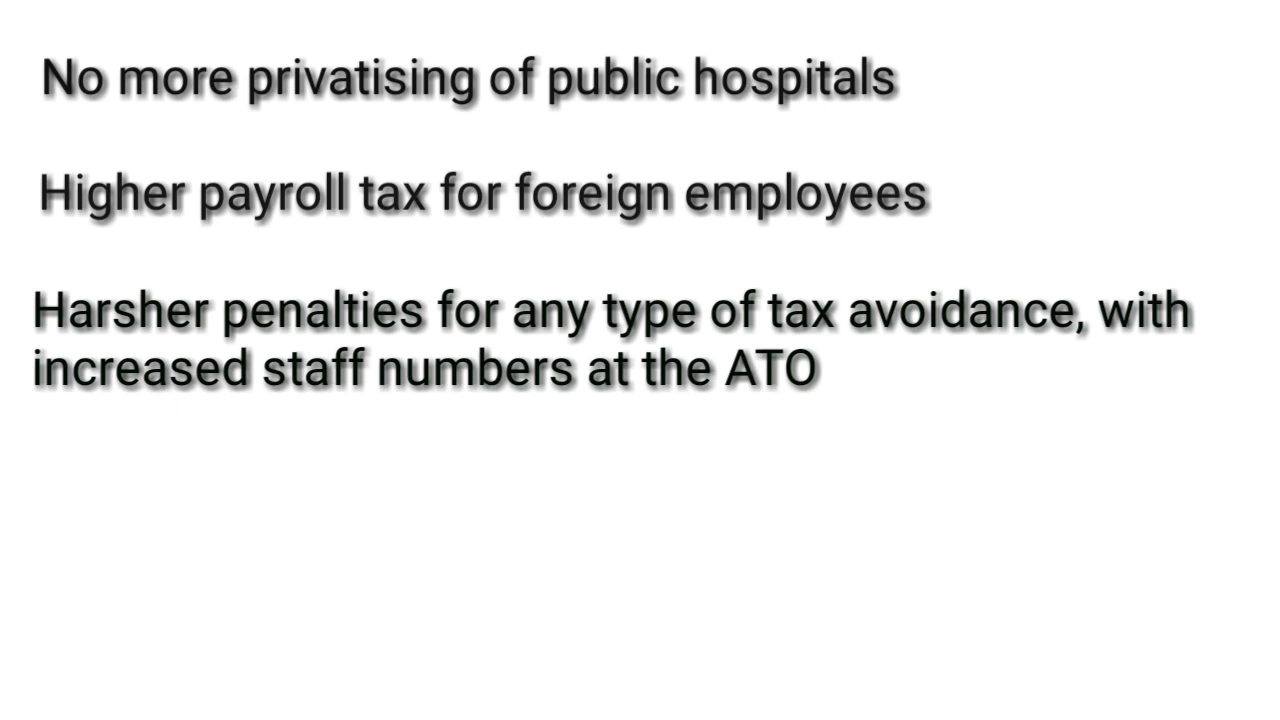 No more privatising of public hospitals
Higher payroll tax for foreign employees
Harsher penalties for any type of tax avoidance, with
increased staff numbers at the ATO